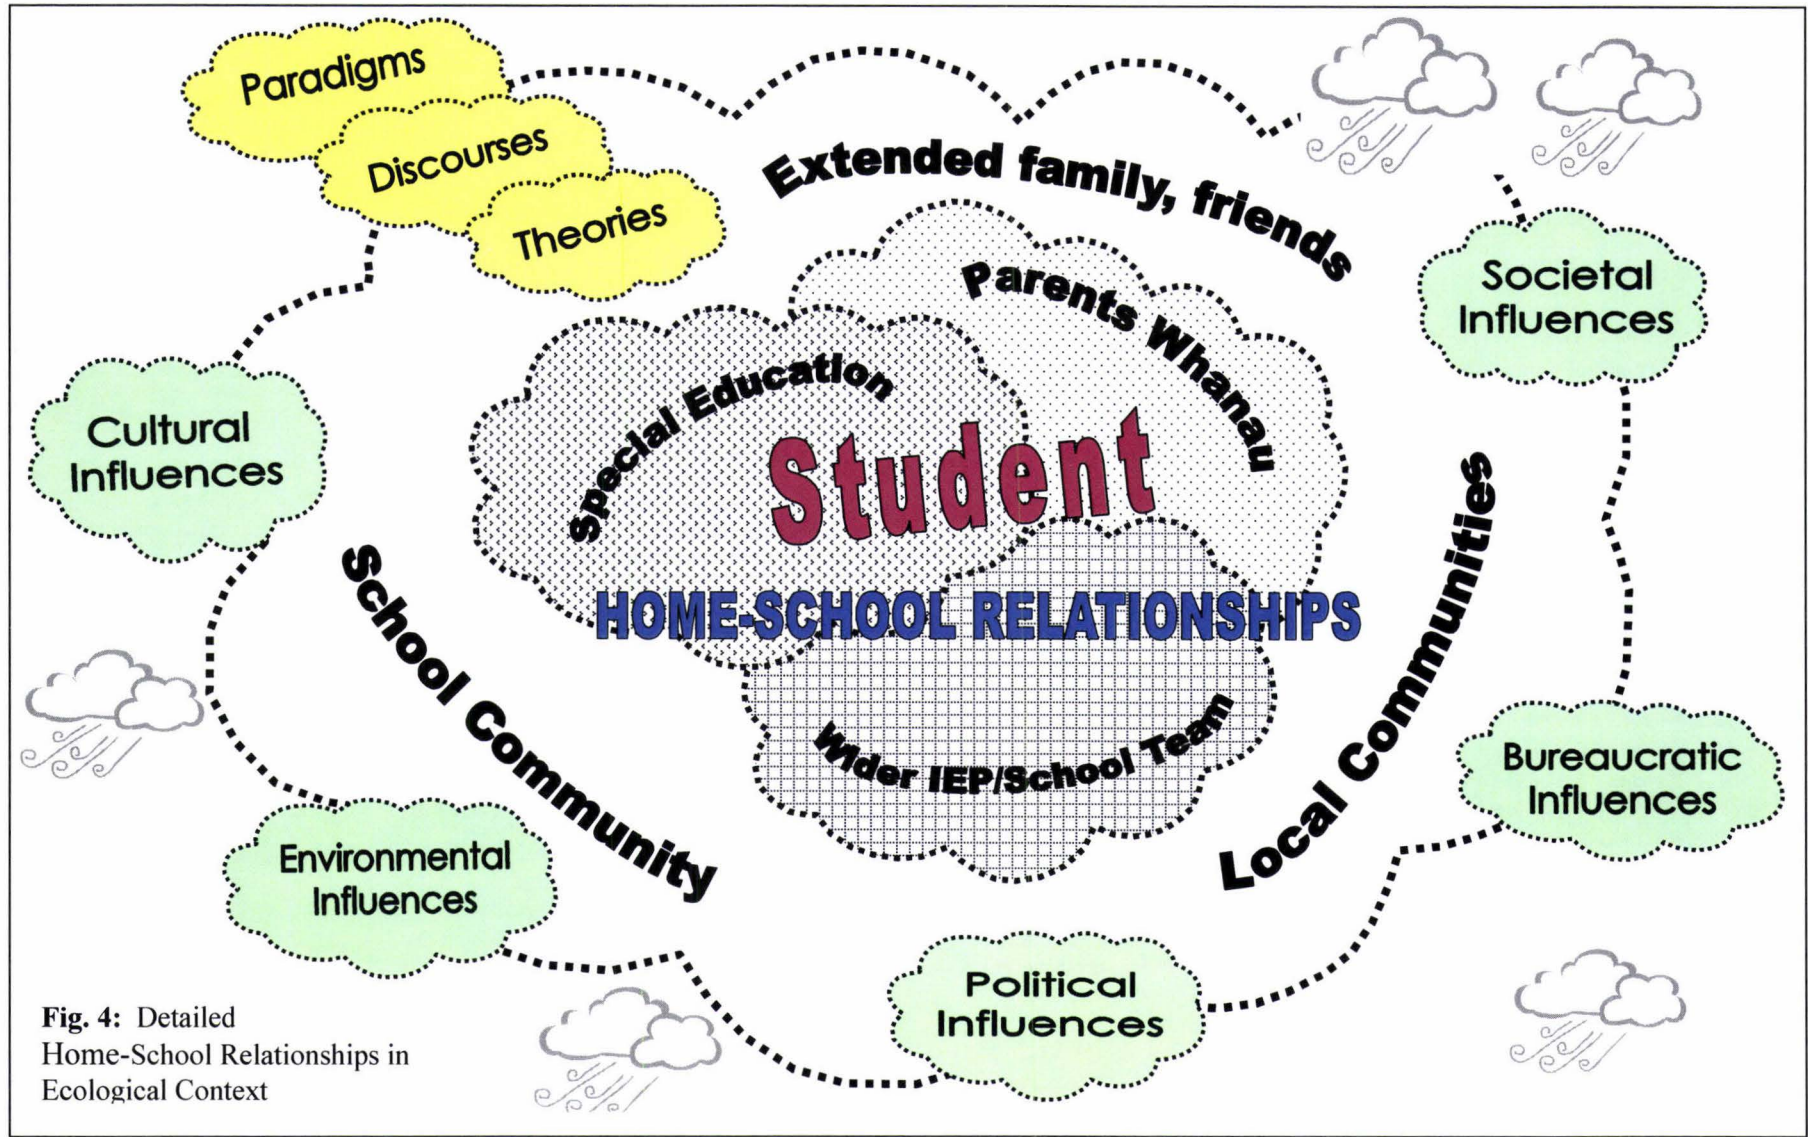 Paradigms
Discourses
Theories
Extended family, friends
Parents Whanau
Societal
Influences
Special Education
Student
Cultural
Influences
HOME-SCHOOL RELATIONSHIPS
School Community
Local Communities
Wider IEP/School Team
Bureaucratic
Influences
Environmental
Influences
Political
Influences
Fig. 4: Detailed
Home-School Relationships in
Ecological Context